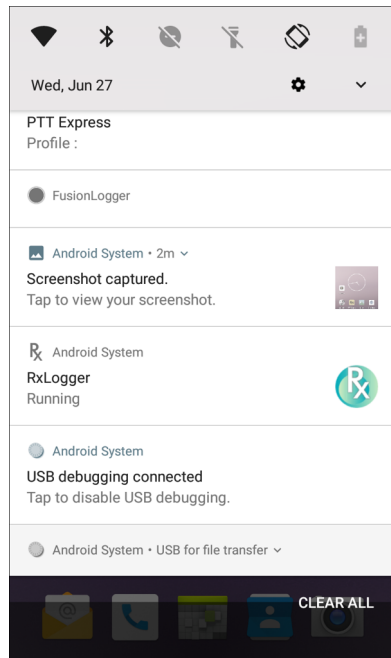 Wed, Jun 27
PTT Express
Profile :
FusionLogger
Android System • 2m
Screenshot captured.
Tap to view your screenshot.
Rx Android System
RxLogger
Rx
Running
Android System
USB debugging connected
Tap to disable USB debugging.
Android System • USB for file transfer
@
CLEAR ALL